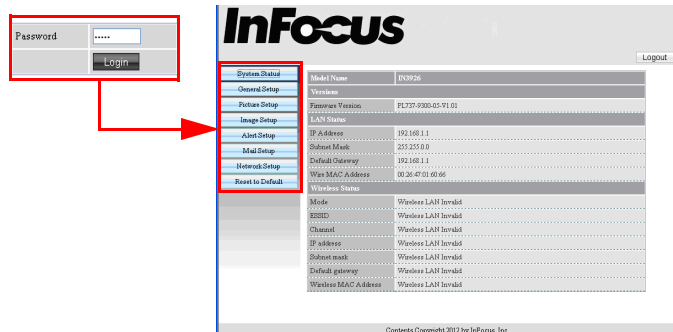 Password •••••
Login
InFocus
Logout
System Status
General Setup
Picture Setup
Image Setup
Alert Setup
Mail Setup
Network Setup
Reset to Default
Model Name IN3926
Versions
Firmware Version PL737-9300-05-V1.01
LAN Status
IP Address 192.168.1.1
Subnet Mask 255.255.0.0
Default Gateway 192.168.1.1
Wire MAC Address 00:26:47:01:60:66
Wireless Status
Mode Wireless LAN Invalid
ESSID Wireless LAN Invalid
Channel Wireless LAN Invalid
IP address Wireless LAN Invalid
Subnet mask Wireless LAN Invalid
Default gateway Wireless LAN Invalid
Wireless MAC Address Wireless LAN Invalid
Contents Copyright 2012 by InFocus, Inc